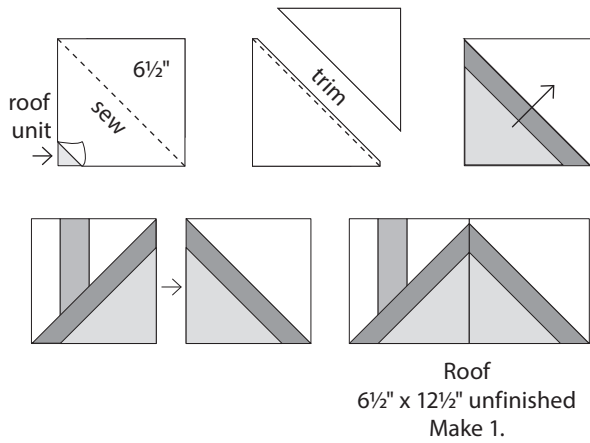 6½"
sew
roof
unit
trim
Roof
6½" x 12½" unfinished
Make 1.